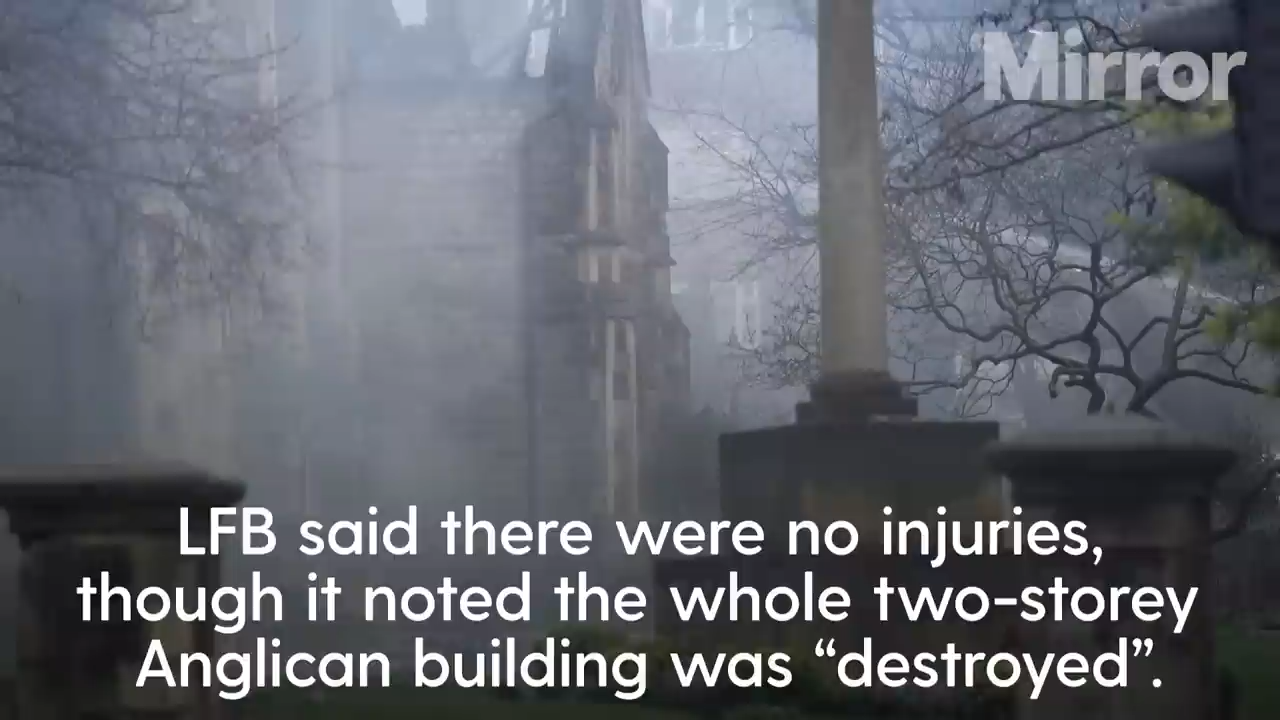 Mirror
LFB said there were no injuries,
though it noted the whole two-storey
Anglican building was “destroyed”.